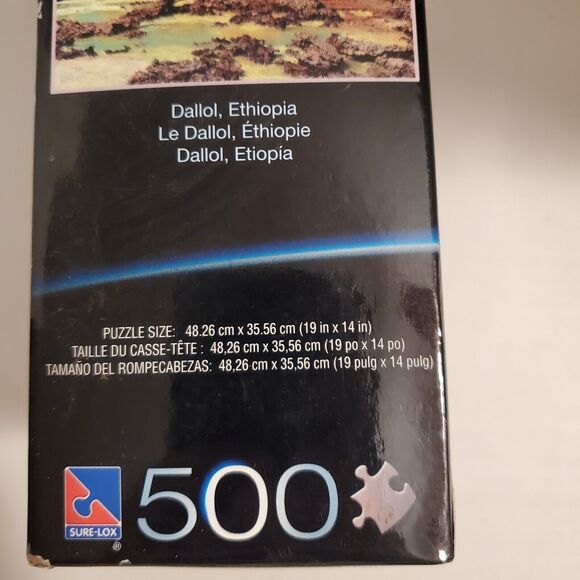 Dallol, Ethiopia
Le Dallol, Éthiopie
Dallol, Etiopía
PUZZLE SIZE: 48.26 cm x 35.56 cm (19 in x 14 in)
TAILLE DU CASSE-TÊTE : 48,26 cm x 35,56 cm (19 po x 14 po)
TAMAÑO DEL ROMPECABEZAS: 48,26 cm x 35,56 cm (19 pulg x 14 pulg)
SURE-LOX ®
500